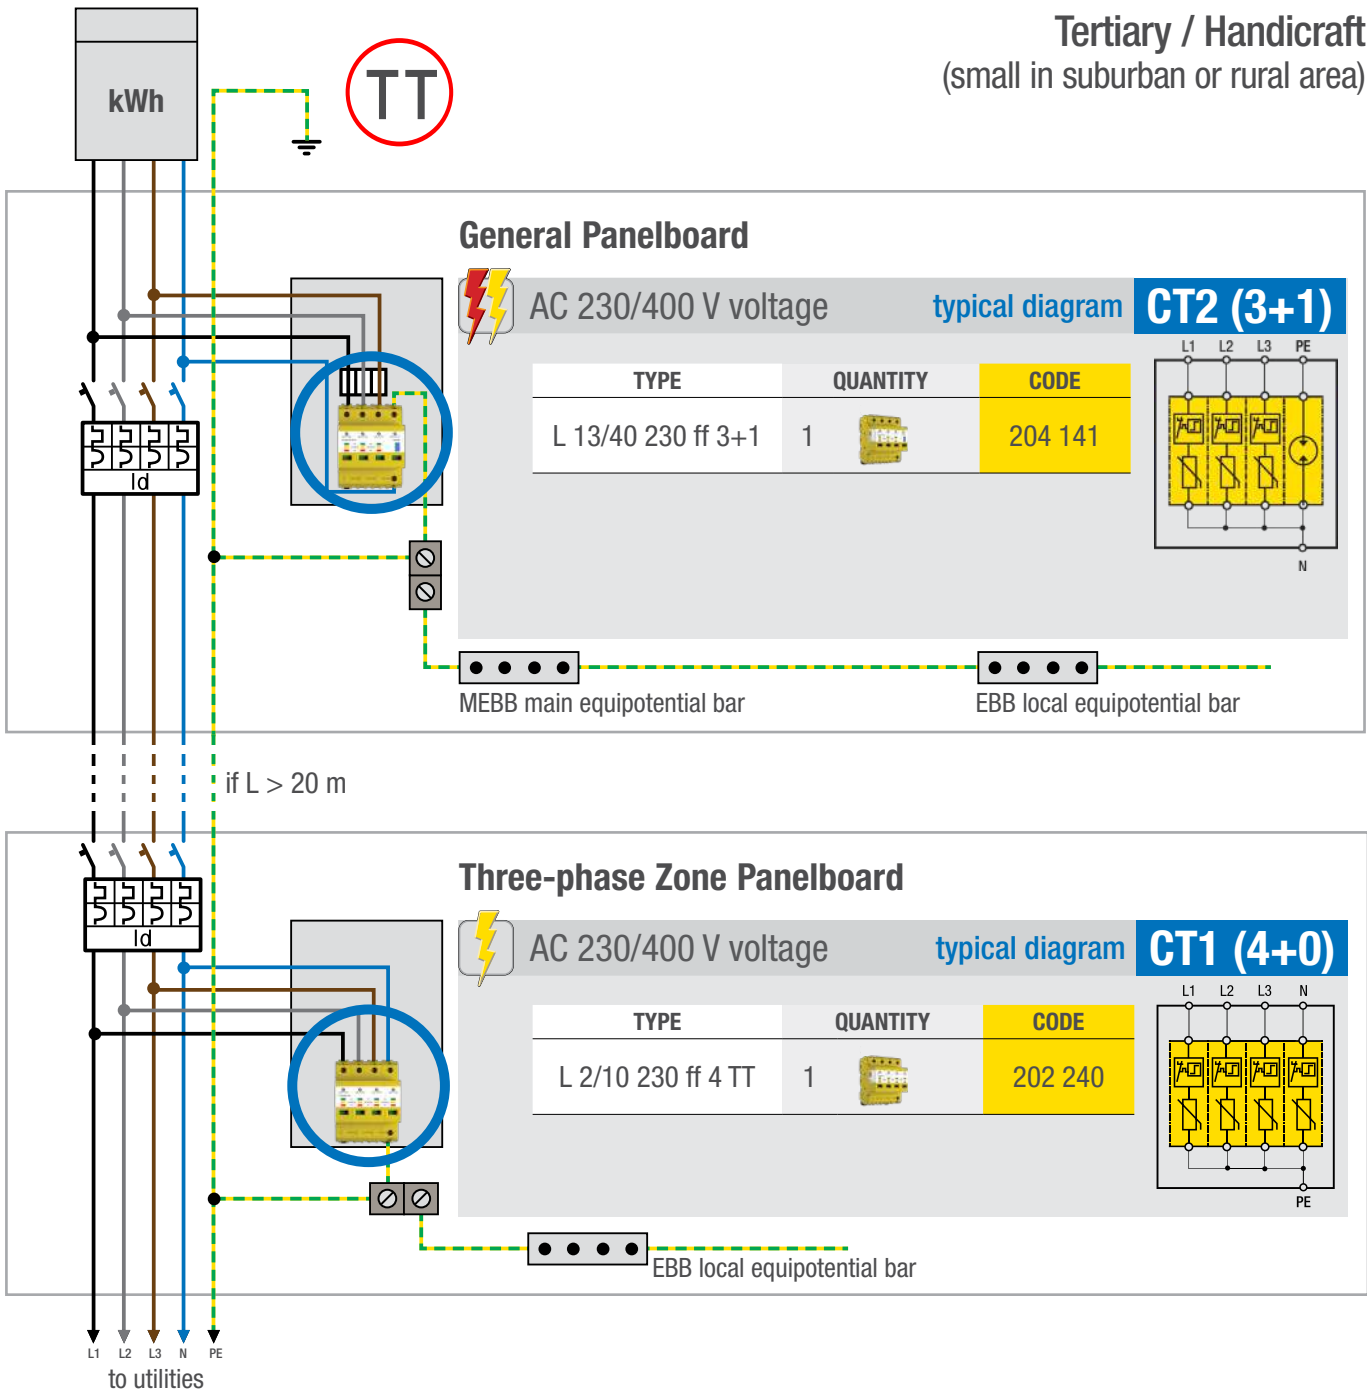 Tertiary / Handicraft
(small in suburban or rural area)
kWh
TT
General Panelboard
AC 230/400 V voltage
typical diagram
CT2 (3+1)
L1 L2 L3 PE
TYPE QUANTITY CODE
L 13/40 230 ff 3+1 1 204 141
Id
N
MEBB main equipotential bar
EBB local equipotential bar
if L > 20 m
Three-phase Zone Panelboard
AC 230/400 V voltage
typical diagram
CT1 (4+0)
L1 L2 L3 N
TYPE QUANTITY CODE
L 2/10 230 ff 4 TT 1 202 240
Id
PE
EBB local equipotential bar
L1 L2 L3 N PE
to utilities